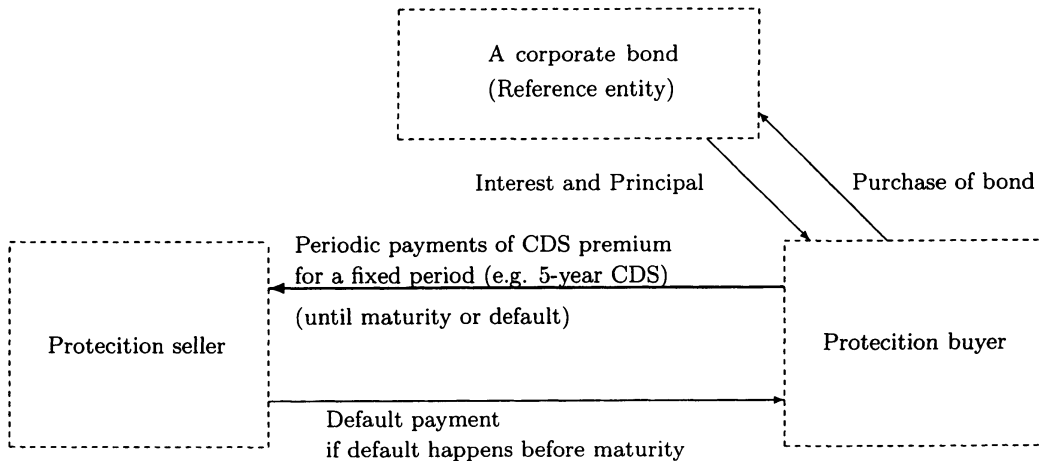 A corporate bond
(Reference entity)
Interest and Principal
Purchase of bond
Periodic payments of CDS premium
for a fixed period (e.g. 5-year CDS)
(until maturity or default)
Protecition seller
Protecition buyer
Default payment
if default happens before maturity